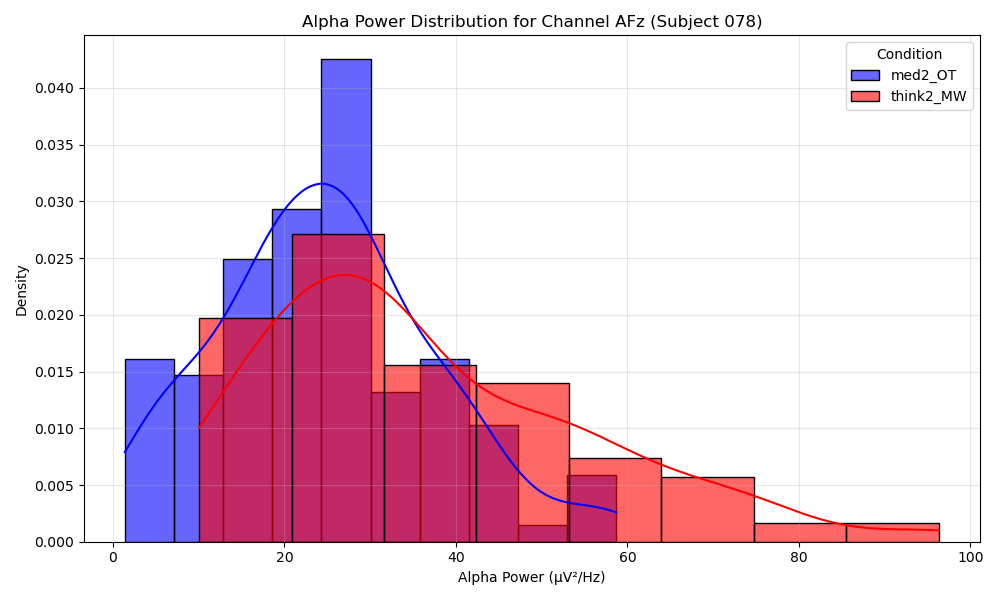 Alpha Power Distribution for Channel AFz (Subject 078)
Condition
med2_OT
think2_MW
0.040
0.035
0.030
0.025
0.020
0.015
0.010
0.005
0.000
Density
0 20 40 60 80 100
Alpha Power (µV²/Hz)